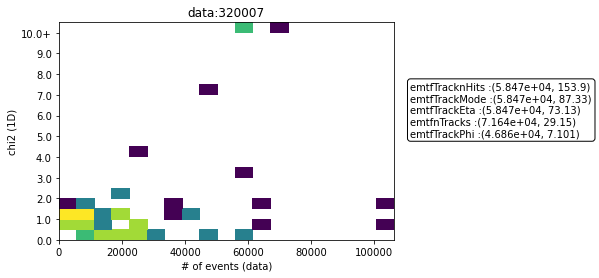 data:320007
10.0+
9.0
8.0
7.0
6.0
5.0
4.0
3.0
2.0
1.0
0.0
chi2 (1D)
0 20000 40000 60000 80000 100000
# of events (data)
emtfTracknHits :(5.847e+04, 153.9)
emtfTrackMode :(5.847e+04, 87.33)
emtfTrackEta :(5.847e+04, 73.13)
emtfnTracks :(7.164e+04, 29.15)
emtfTrackPhi :(4.686e+04, 7.101)